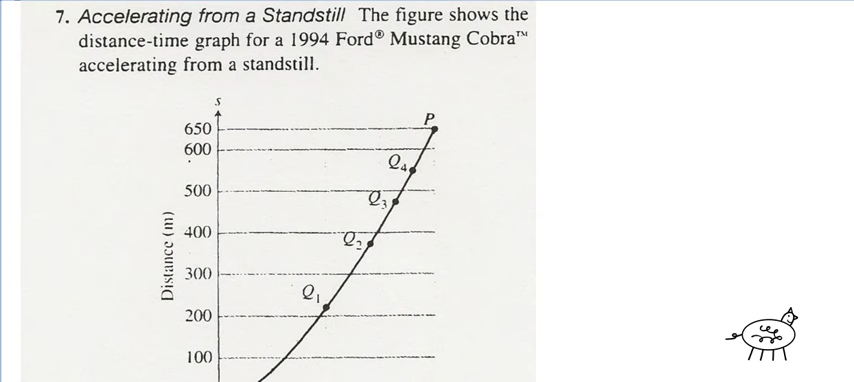 7. Accelerating from a Standstill The figure shows the
distance-time graph for a 1994 Ford® Mustang Cobra™
accelerating from a standstill.
s
P
650
600
Q4
500
Q3
400
Q2
Distance (m)
300
Q1
200
100